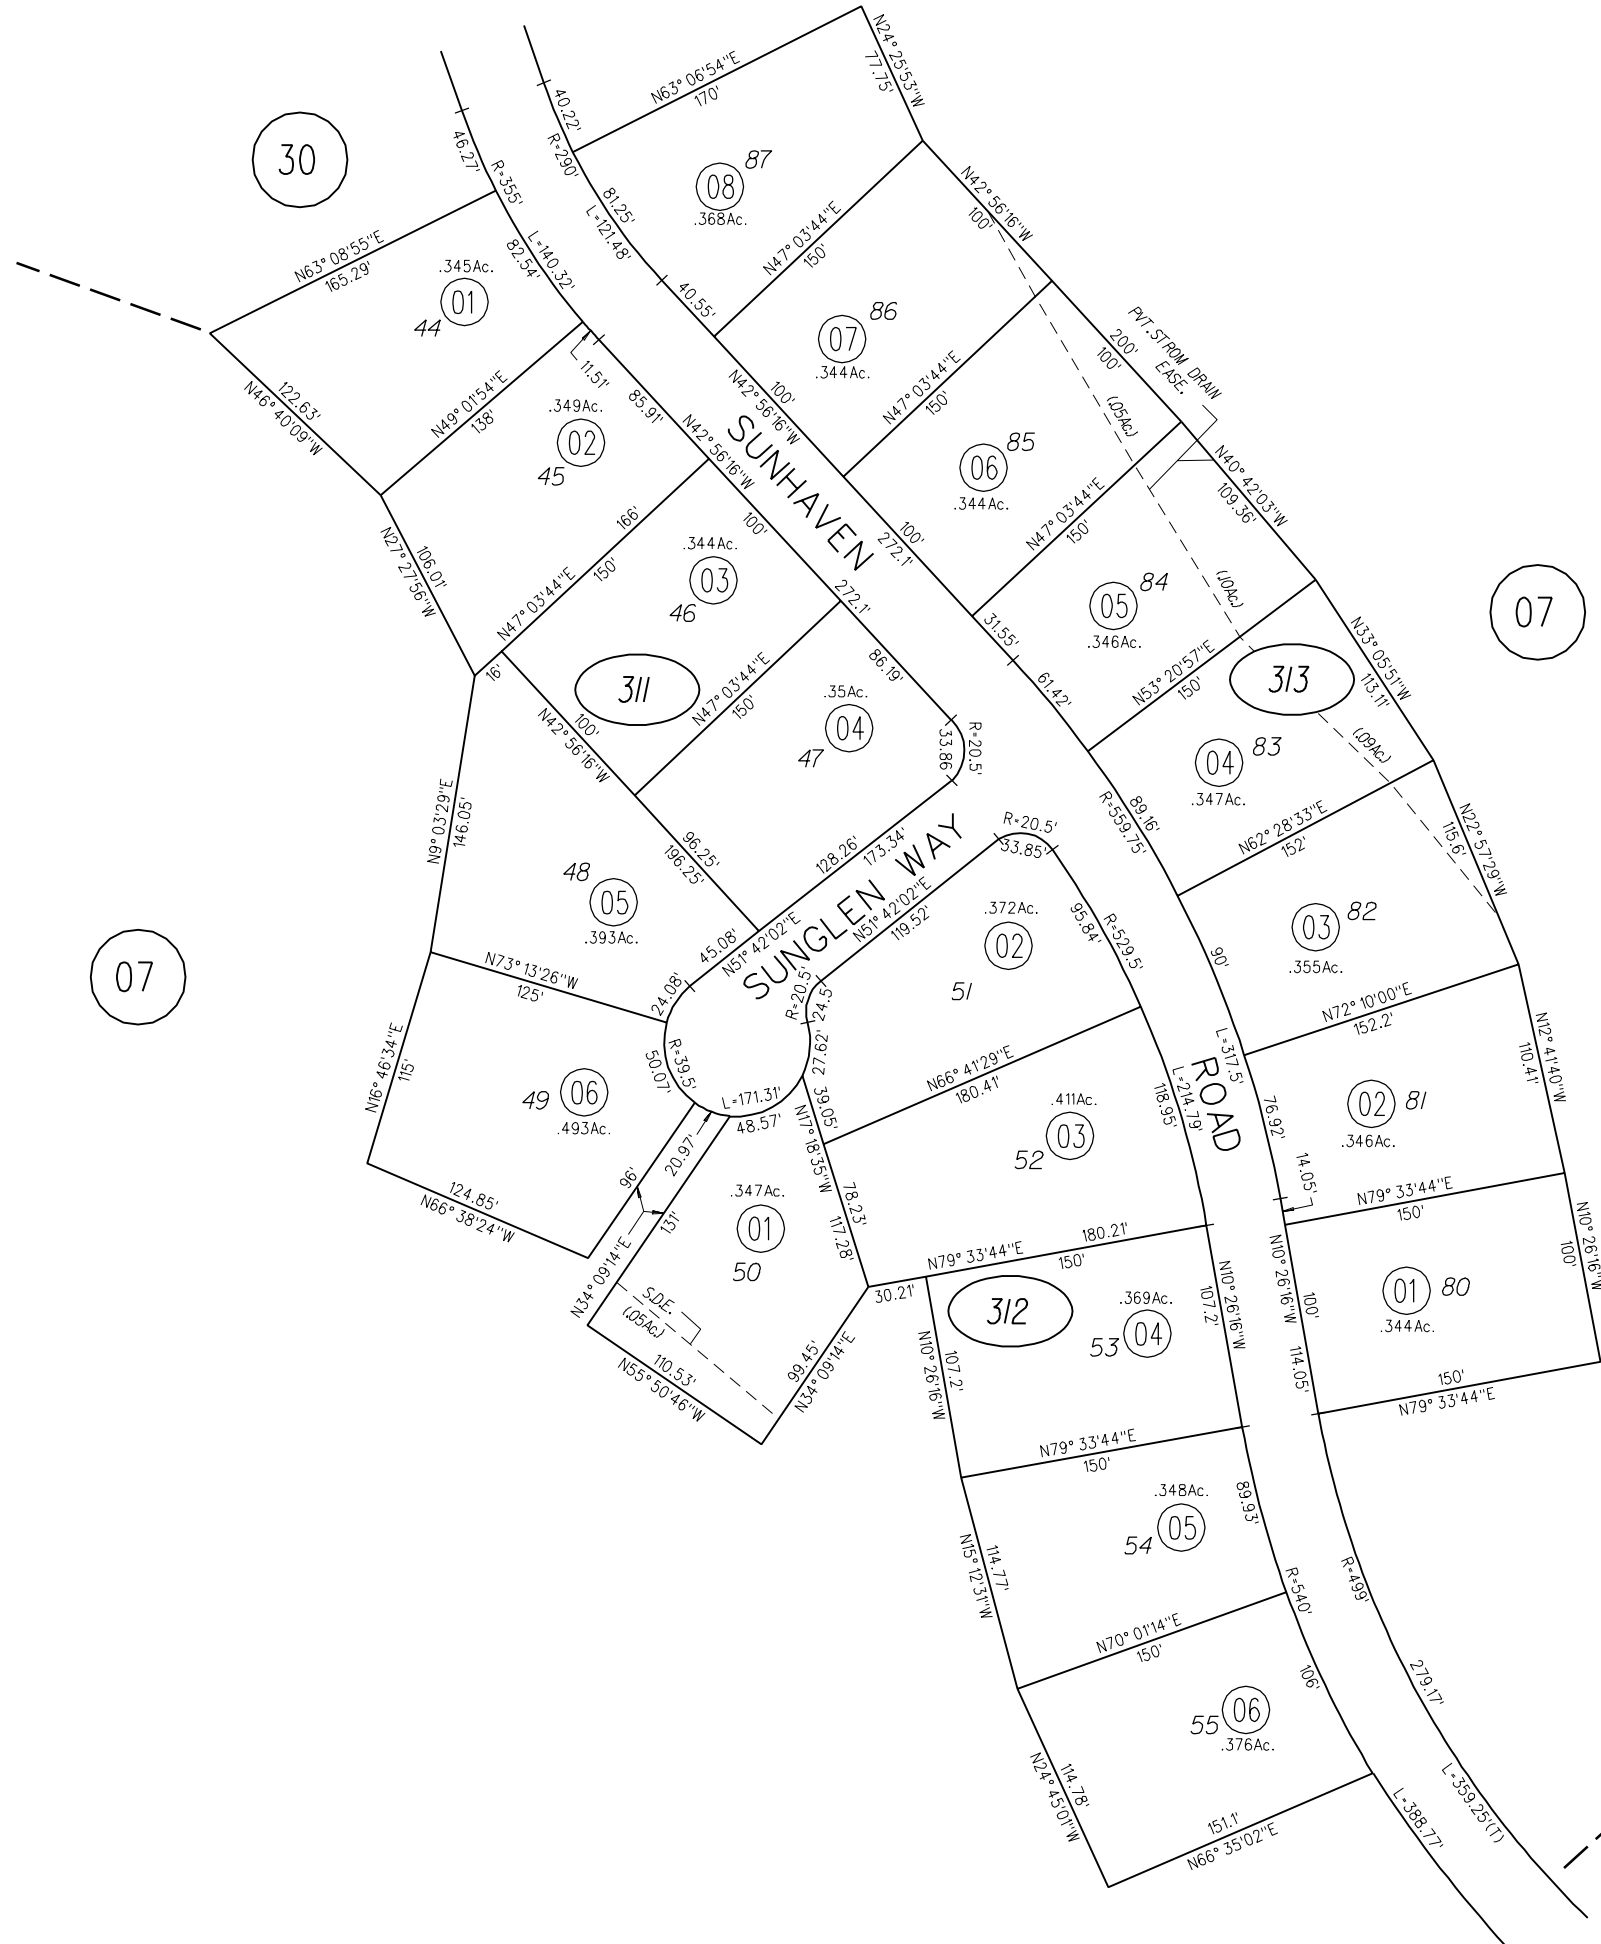 N24° 25'53"W
77.75'
N63° 06'54"E
170'
40.22'
R=290'
46.27'
R=355'
30
87
08
.368Ac.
81.25'
L=121.48'
L=140.32'
82.54'
N63° 08'55"E
165.29'
.345Ac.
01
44
N42° 56'16"W
100'
N47° 03'44"E
150'
40.55'
86
07
.344Ac.
PVT. STROM DRAIN
EASE.
200'
100'
11.51'
122.63'
N46° 40'09"W
N49° 01'54"E
138'
.349Ac.
02
45
85.91'
N42° 56'16"W
N42° 56'16"W
100'
SUNHAVEN
N47° 03'44"E
150'
(.05Ac.)
85
06
.344Ac.
N40° 42'03"W
109.36'
N27° 27'56"W
106.01'
166'
N47° 03'44"E
150'
16'
.344Ac.
03
46
100'
272.1'
100'
272.1'
N47° 03'44"E
150'
(.10Ac.)
84
05
.346Ac.
07
311
31.55'
61.42'
N53° 20'57"E
150'
313
N33° 05'51"W
113.11'
86.19'
100'
N42° 56'16"W
N47° 03'44"E
150'
.35Ac.
04
47
33.86
R=20.5'
83
04
.347Ac.
(.09Ac.)
N9° 03'29"E
146.05'
96.25'
196.25'
128.26'
173.34'
R=20.5'
33.85'
89.16'
R=559.75'
N62° 28'33"E
152'
N22° 57'29"W
115.6'
48
05
.393Ac.
45.08'
N51° 42'02"E
SUNGLEN WAY
N51° 42'02"E
119.52'
.372Ac.
02
51
95.84'
R=529.5'
90'
82
03
.355Ac.
07
N73° 13'26"W
125'
24.08'
R=20.5'
24.5'
N72° 10'00"E
152.2'
N12° 41'40"W
110.41'
N16° 46'34"E
115'
R=39.5'
50.07'
27.62'
L=171.31'
48.57'
49
06
.493Ac.
N66° 41'29"E
180.41'
L=317.5'
ROAD
L=214.79'
118.95'
76.92'
02
81
.346Ac.
39.05'
N17° 18'35"W
.411Ac.
03
52
124.85'
N66° 38'24"W
96'
20.97'
131'
N34° 09'14"E
.347Ac.
01
50
78.23'
117.28'
14.05'
N79° 33'44"E
150'
180.21'
N79° 33'44"E
150'
30.21'
N10° 26'16"W
100'
S.D.E.
(.05Ac.)
312
.369Ac.
04
53
N10° 26'16"W
107.2'
N10° 26'16"W
100'
114.05'
01
80
.344Ac.
110.53'
N55° 50'46"W
99.45'
N34° 09'14"E
107.2'
N10° 26'16"W
150'
N79° 33'44"E
N79° 33'44"E
150'
.348Ac.
05
54
89.93'
N15° 12'31"W
114.77'
R=540'
R=499'
N70° 01'14"E
150'
106'
279.17'
55
06
.376Ac.
N24° 45'01"W
114.78'
151.1'
N66° 35'02"E
L=388.77'
L=359.25'(T)